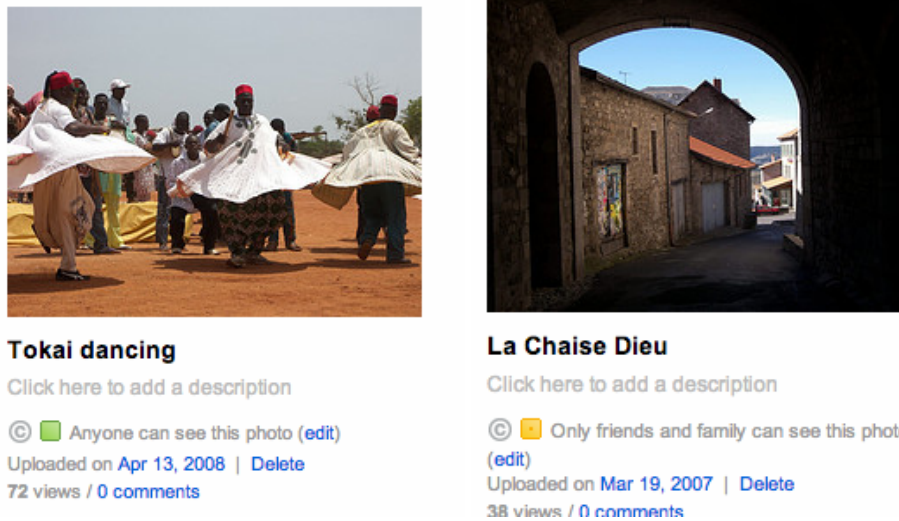 Tokai dancing
Click here to add a description
© Anyone can see this photo (edit)
Uploaded on Apr 13, 2008 | Delete
72 views / 0 comments
La Chaise Dieu
Click here to add a description
© Only friends and family can see this phot
(edit)
Uploaded on Mar 19, 2007 | Delete
38 views / 0 comments